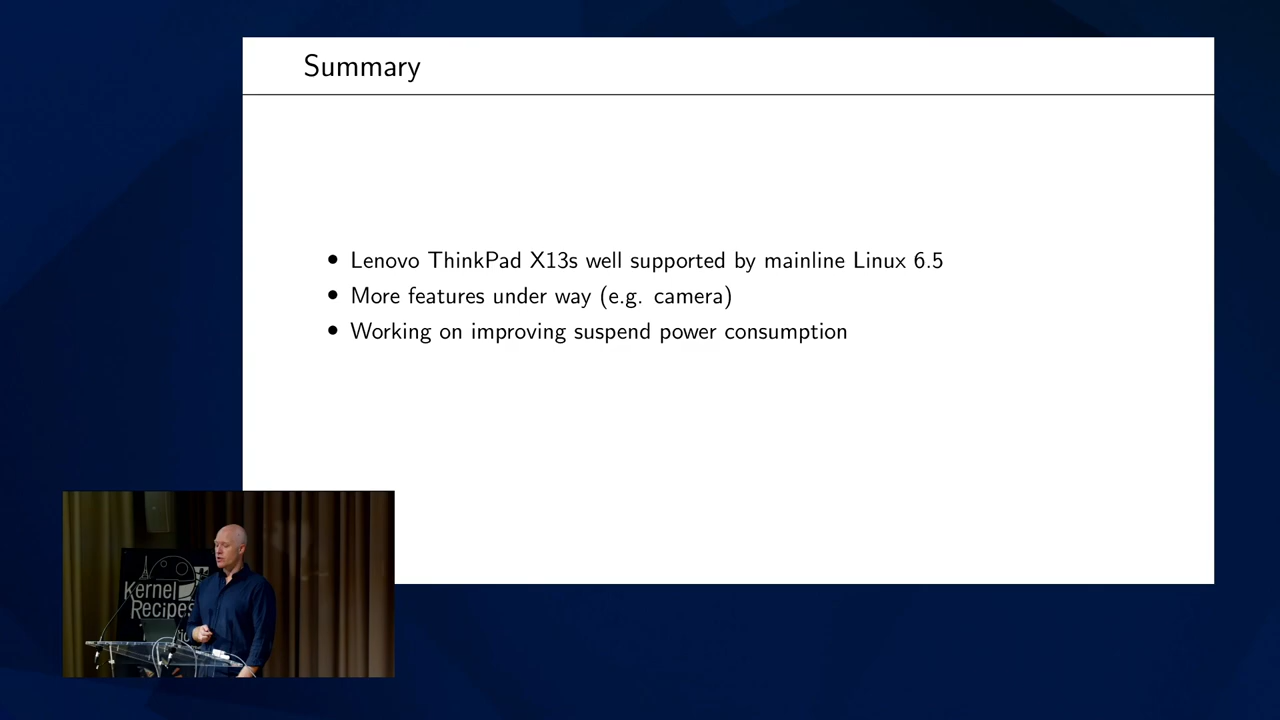 Summary
• Lenovo ThinkPad X13s well supported by mainline Linux 6.5
• More features under way (e.g. camera)
• Working on improving suspend power consumption
Kernel
Recipes